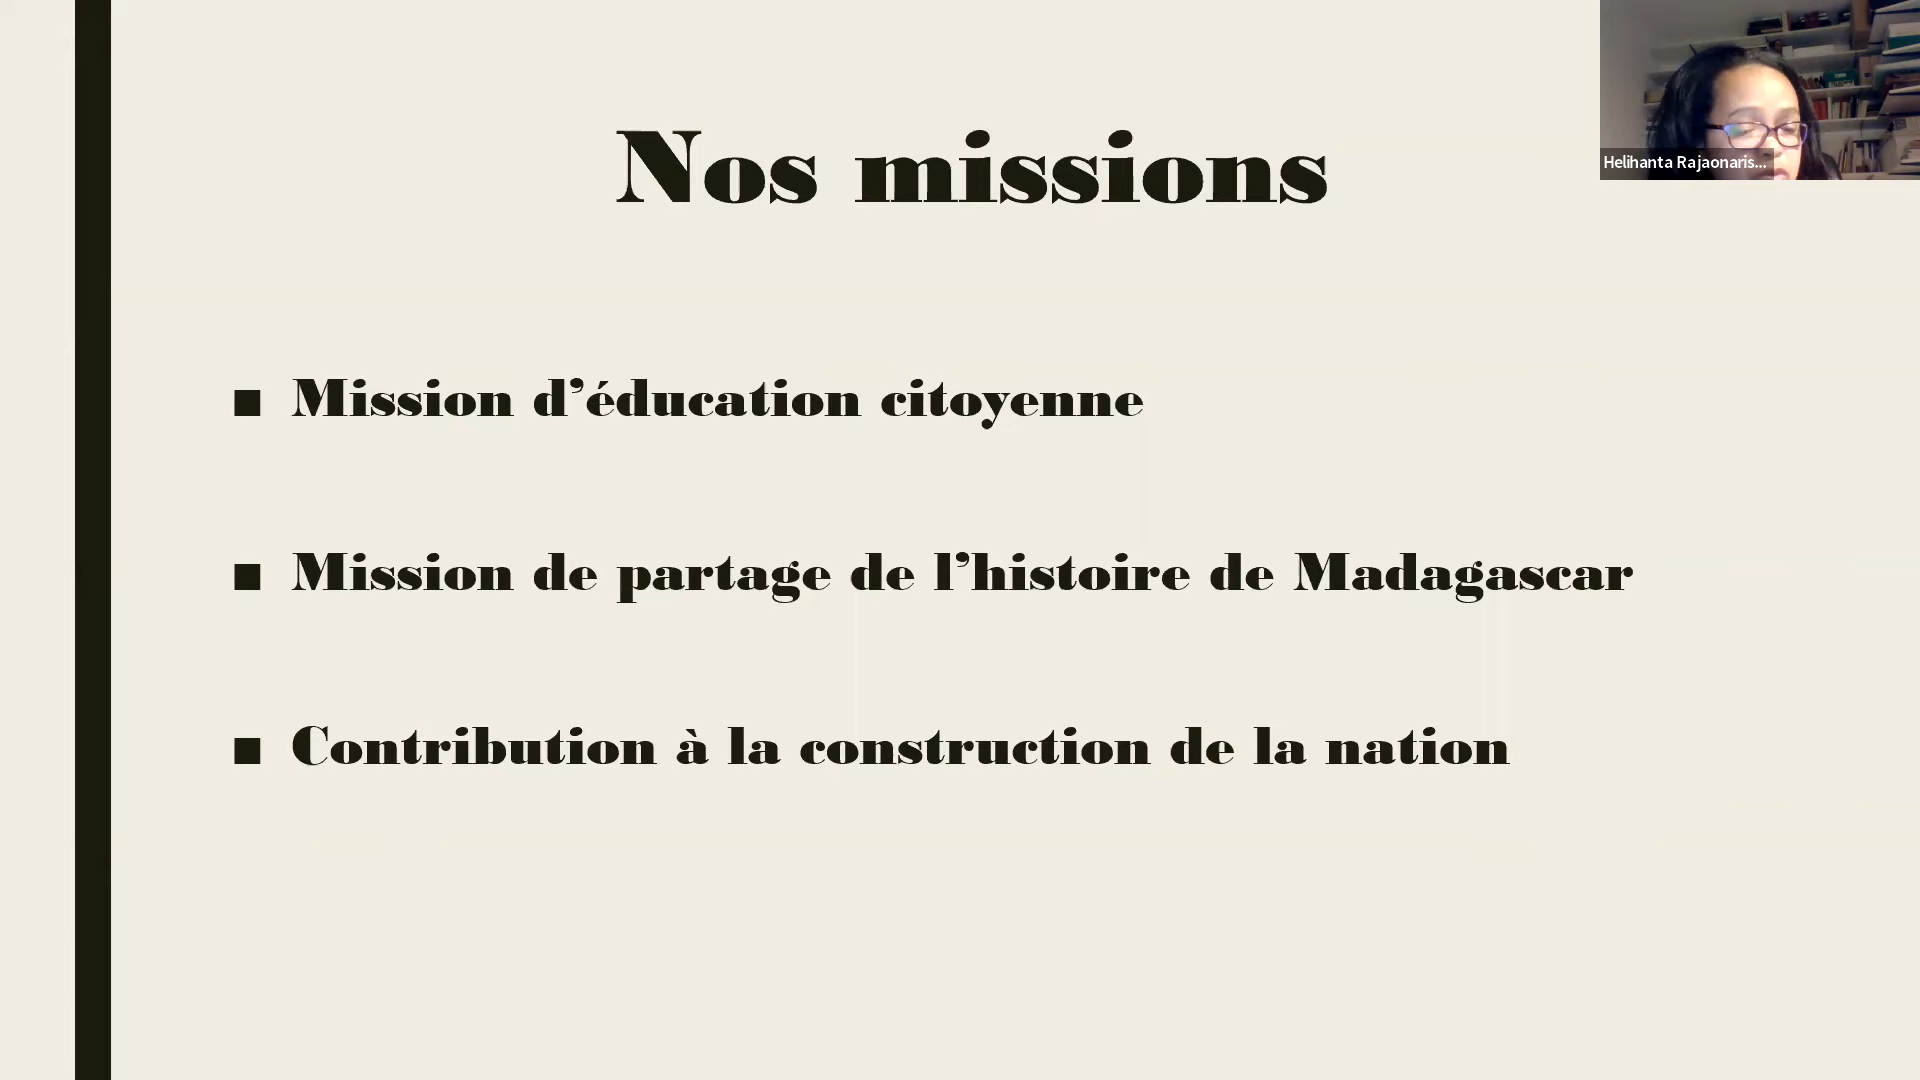 Nos missions
Helihanta Rajaonaris...
■ Mission d’éducation citoyenne
■ Mission de partage de l’histoire de Madagascar
■ Contribution à la construction de la nation